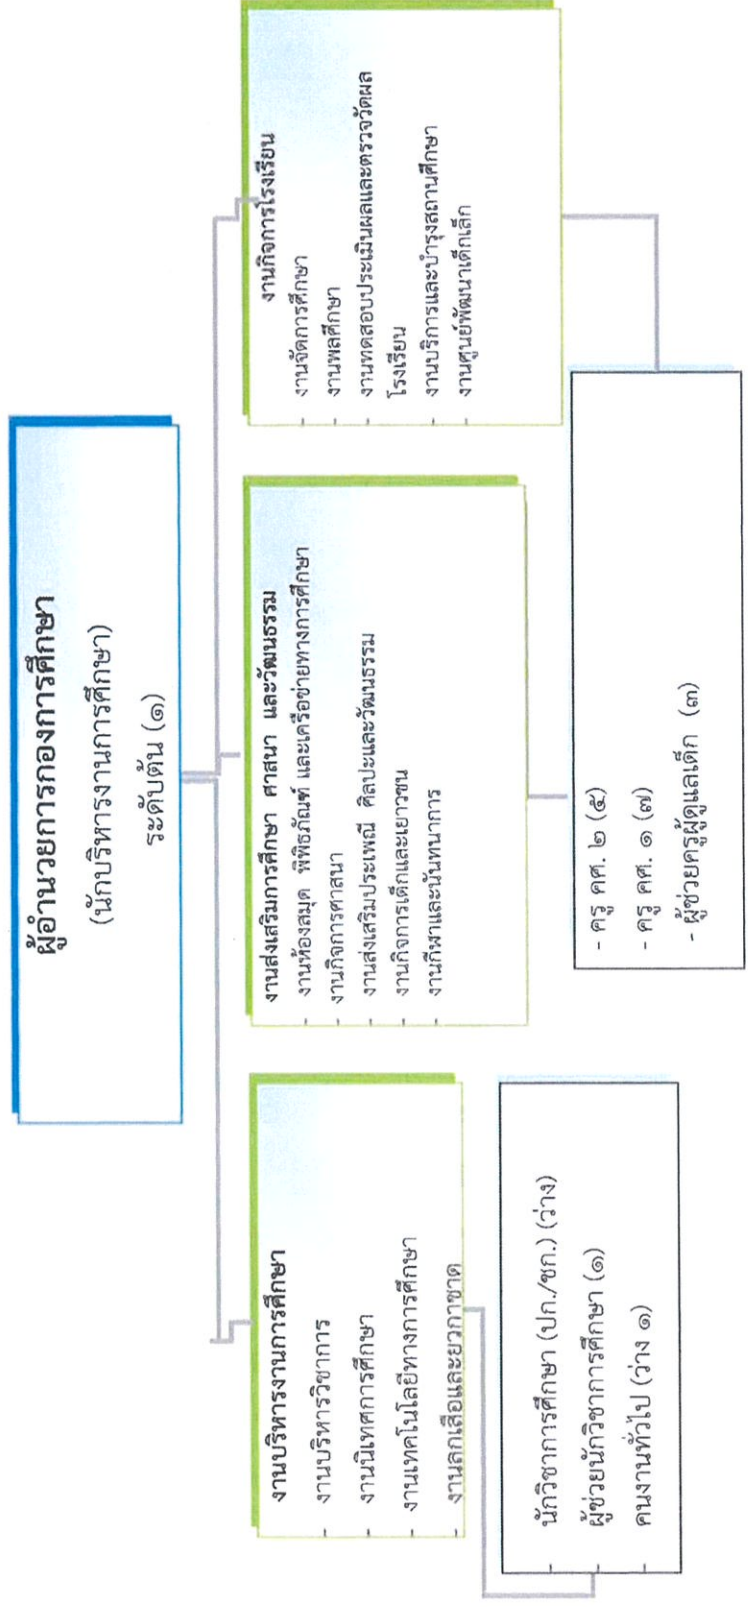 ผู้อำนวยการกองการศึกษา
(นักบริหารงานการศึกษา)
ระดับต้น (๑)
งานบริหารงานการศึกษา
- งานบริหารวิชาการ
- งานนิเทศการศึกษา
- งานเทคโนโลยีทางการศึกษา
- งานลูกเสือและยุวกาชาด
งานส่งเสริมการศึกษา ศาสนา และวัฒนธรรม
- งานห้องสมุด พิพิธภัณฑ์ และเครือข่ายทางการศึกษา
- งานกิจการศาสนา
- งานส่งเสริมประเพณี ศิลปะและวัฒนธรรม
- งานกิจการเด็กและเยาวชน
- งานกีฬาและนันทนาการ
งานกิจการโรงเรียน
- งานจัดการศึกษา
- งานพลศึกษา
- งานทดสอบประเมินผลและตรวจวัดผล
โรงเรียน
- งานบริการและบำรุงสถานศึกษา
- งานศูนย์พัฒนาเด็กเล็ก
- นักวิชาการศึกษา (ปก./ชก.) (ว่าง)
- ผู้ช่วยนักวิชาการศึกษา (๑)
- คนงานทั่วไป (ว่าง ๑)
- ครู คศ. ๒ (๕)
- ครู คศ. ๑ (๗)
- ผู้ช่วยครูผู้ดูแลเด็ก (๓)